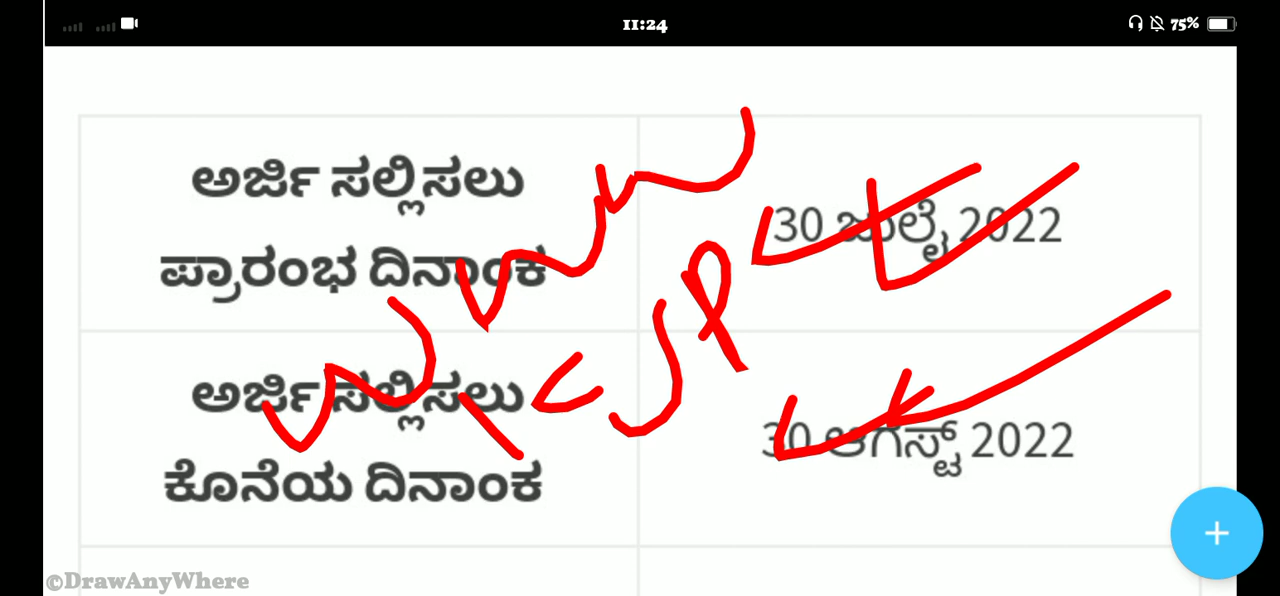 11:24
75%
ಅರ್ಜಿ ಸಲ್ಲಿಸಲು
ಪ್ರಾರಂಭ ದಿನಾಂಕ
30 ಜುಲೈ 2022
ಅರ್ಜಿ ಸಲ್ಲಿಸಲು
ಕೊನೆಯ ದಿನಾಂಕ
30 ಆಗಸ್ಟ್ 2022
©DrawAnyWhere